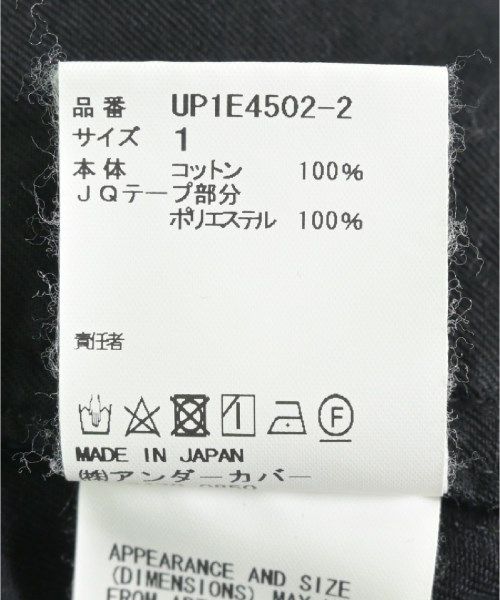 品番 UP1E4502-2
サイズ 1
本体 コットン 100%
JQテープ部分
ポリエステル 100%
責任者
F
MADE IN JAPAN
(株)アンダーカバー
APPEARANCE AND SIZE
(DIMENSIONS) MAY